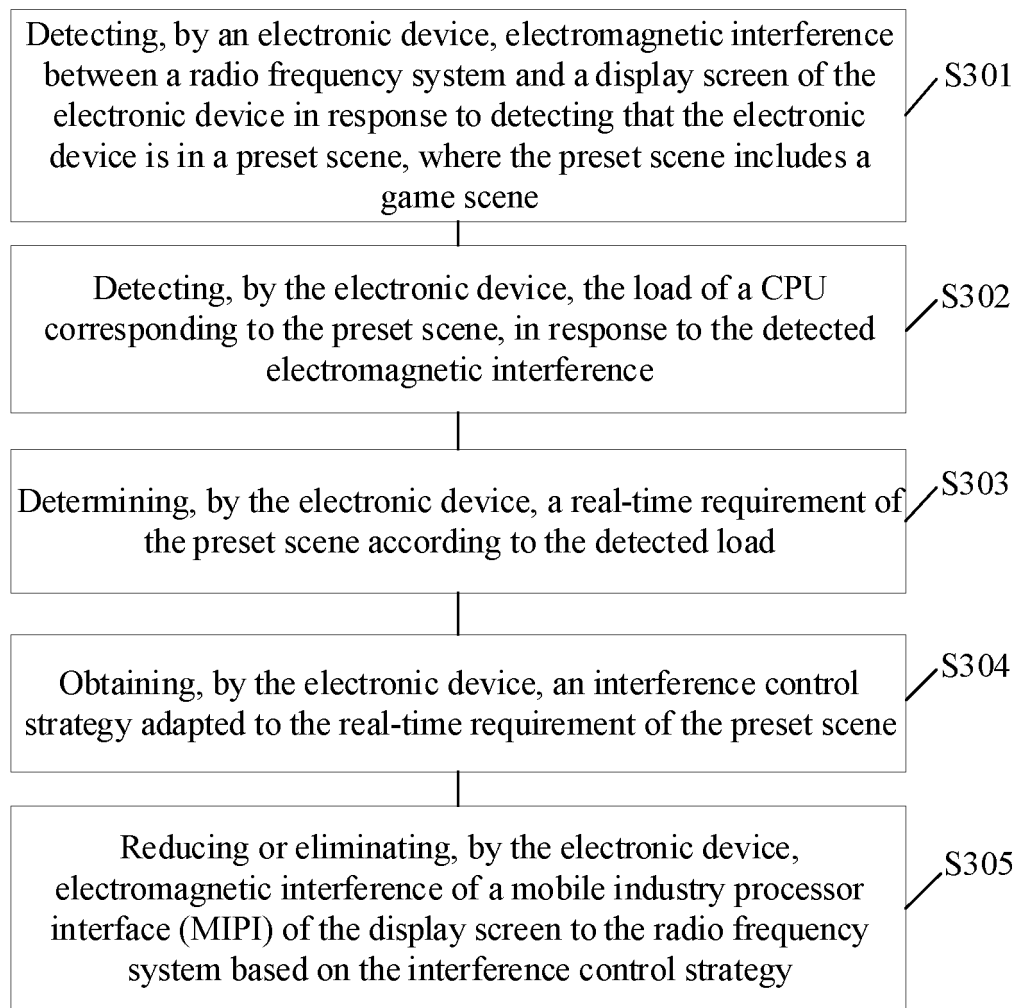 Detecting, by an electronic device, electromagnetic interference
between a radio frequency system and a display screen of the
electronic device in response to detecting that the electronic
device is in a preset scene, where the preset scene includes a
game scene
S301
Detecting, by the electronic device, the load of a CPU
corresponding to the preset scene, in response to the detected
electromagnetic interference
S302
Determining, by the electronic device, a real-time requirement of
the preset scene according to the detected load
S303
Obtaining, by the electronic device, an interference control
strategy adapted to the real-time requirement of the preset scene
S304
Reducing or eliminating, by the electronic device,
electromagnetic interference of a mobile industry processor
interface (MIPI) of the display screen to the radio frequency
system based on the interference control strategy
S305